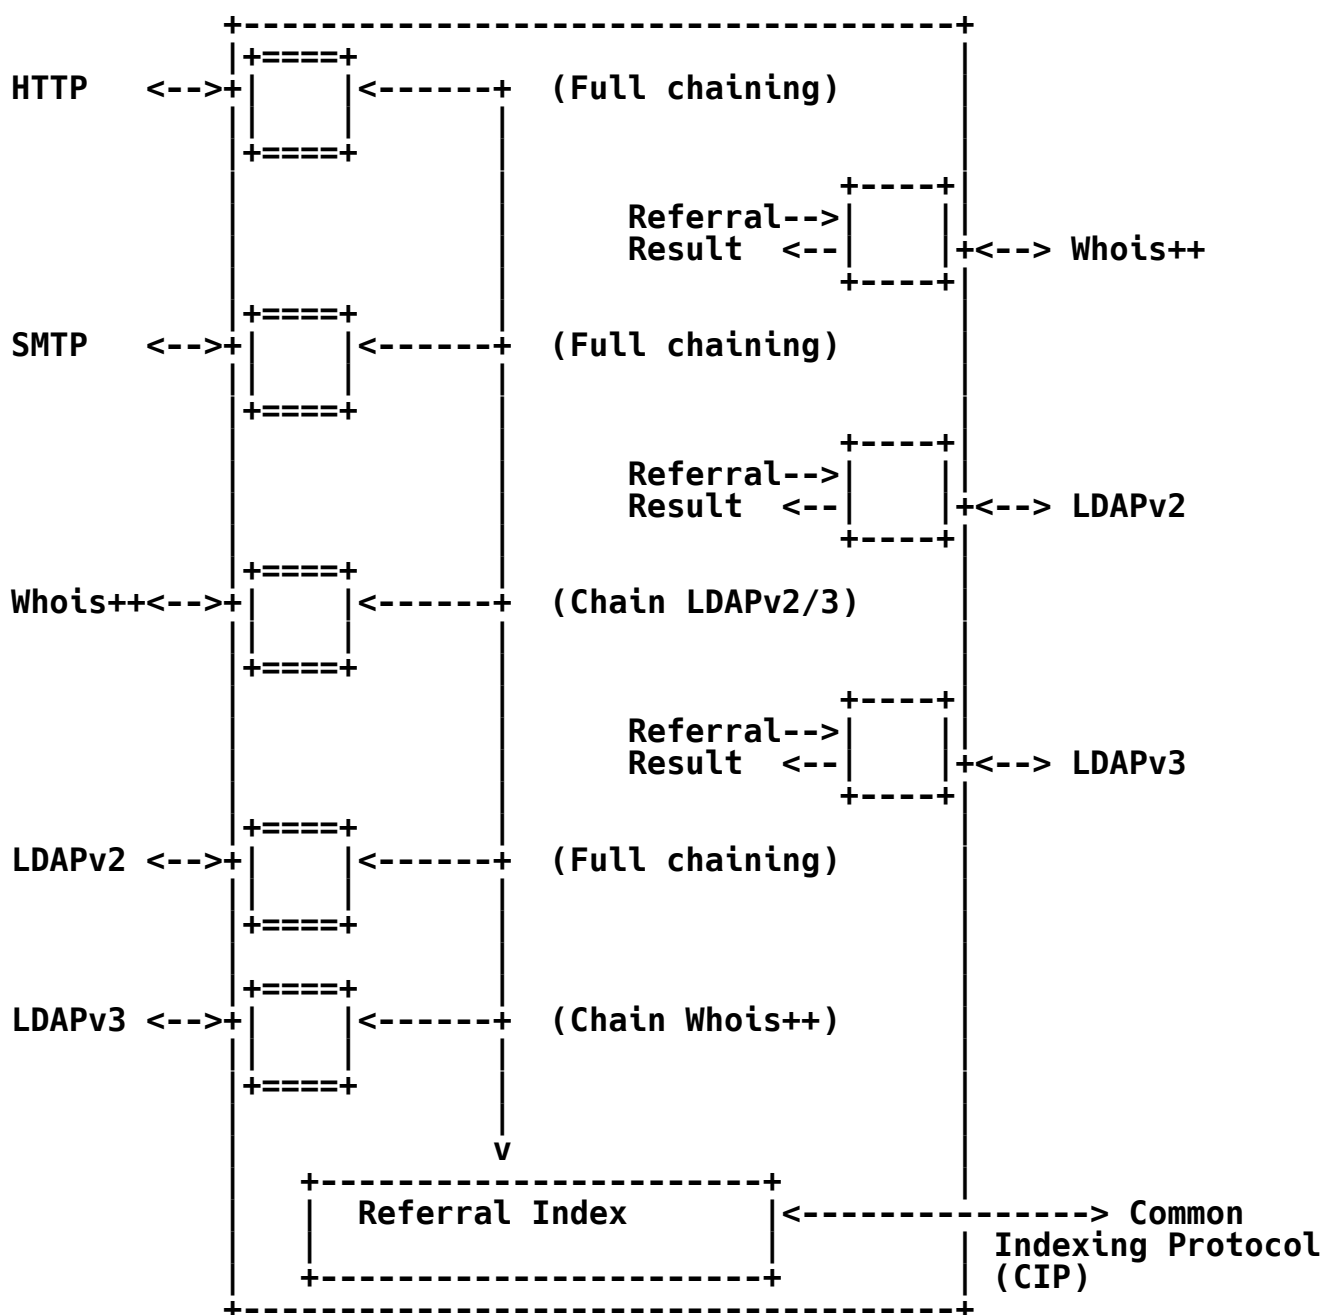 HTTP <-->+ <------+ (Full chaining)
Referral-->
Result <-- +<--> Whois++
SMTP <-->+ <------+ (Full chaining)
Referral-->
Result <-- +<--> LDAPv2
Whois++<-->+ <------+ (Chain LDAPv2/3)
Referral-->
Result <-- +<--> LDAPv3
LDAPv2 <-->+ <------+ (Full chaining)
LDAPv3 <-->+ <------+ (Chain Whois++)
v
Referral Index <--------------> Common
Indexing Protocol
(CIP)